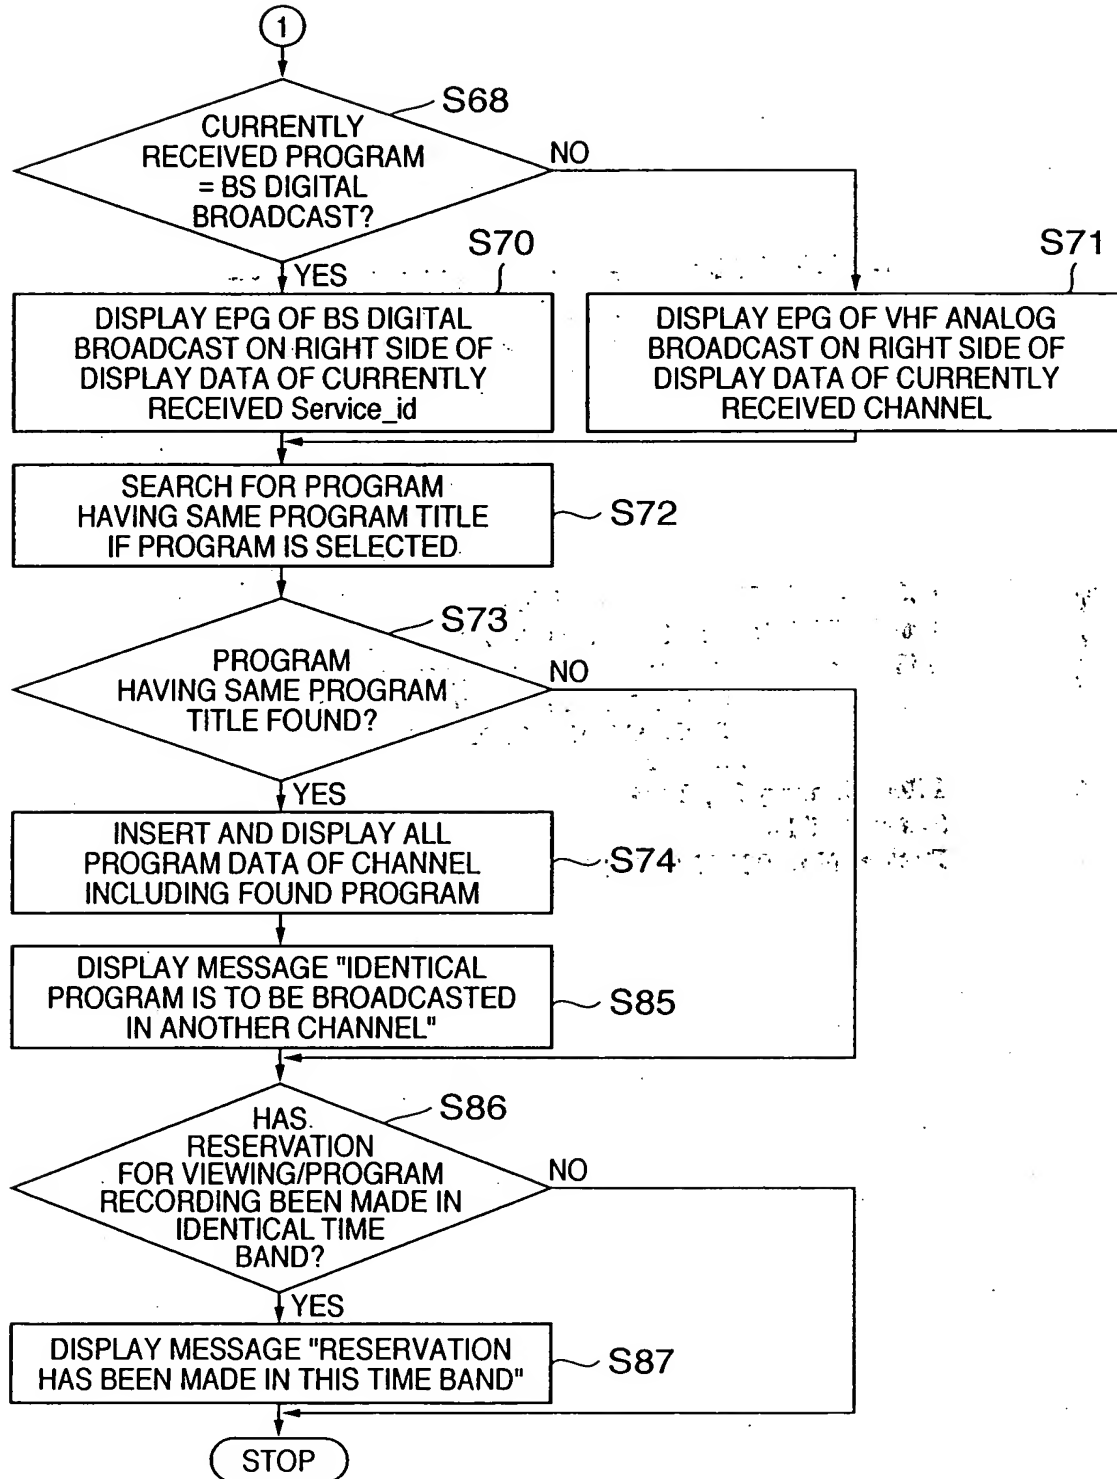 1
S68
CURRENTLY
RECEIVED PROGRAM
= BS DIGITAL
BROADCAST?
NO
YES
S70
S71
DISPLAY EPG OF BS DIGITAL
BROADCAST ON RIGHT SIDE OF
DISPLAY DATA OF CURRENTLY
RECEIVED Service_id
DISPLAY EPG OF VHF ANALOG
BROADCAST ON RIGHT SIDE OF
DISPLAY DATA OF CURRENTLY
RECEIVED CHANNEL
SEARCH FOR PROGRAM
HAVING SAME PROGRAM TITLE
IF PROGRAM IS SELECTED
S72
S73
PROGRAM
HAVING SAME PROGRAM
TITLE FOUND?
NO
YES
INSERT AND DISPLAY ALL
PROGRAM DATA OF CHANNEL
INCLUDING FOUND PROGRAM
S74
DISPLAY MESSAGE "IDENTICAL
PROGRAM IS TO BE BROADCASTED
IN ANOTHER CHANNEL"
S85
S86
HAS
RESERVATION
FOR VIEWING/PROGRAM
RECORDING BEEN MADE IN
IDENTICAL TIME
BAND?
NO
YES
DISPLAY MESSAGE "RESERVATION
HAS BEEN MADE IN THIS TIME BAND"
S87
STOP